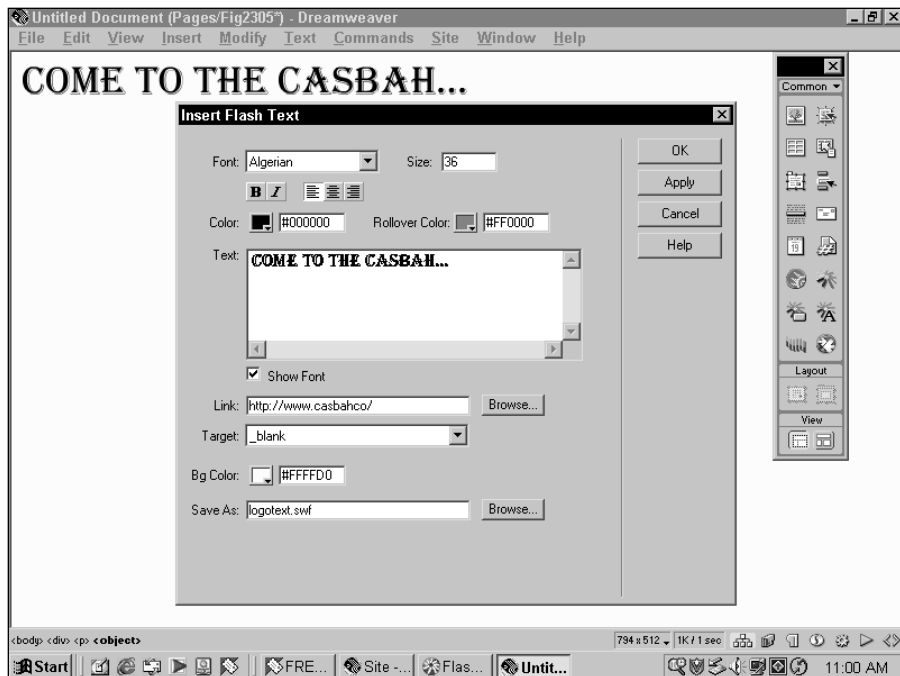 Untitled Document (Pages/Fig2305*) - Dreamweaver
File Edit View Insert Modify Text Commands Site Window Help
COME TO THE CASBAH...
Common
Insert Flash Text
Font: Algerian Size: 36
OK
B I
Apply
Color: #000000 Rollover Color: #FF0000
Cancel
Text: COME TO THE CASBAH...
Help
19
A
Show Font
Layout
Link: http://www.casbahco/ Browse...
Target: _blank
View
Bg Color: #FFFFD0
Save As: logotext.swf Browse...
<body> <div> <p> <object>
794 x 512 1K / 1 sec
Start FRE... Site -... Flas... Untit... 11:00 AM